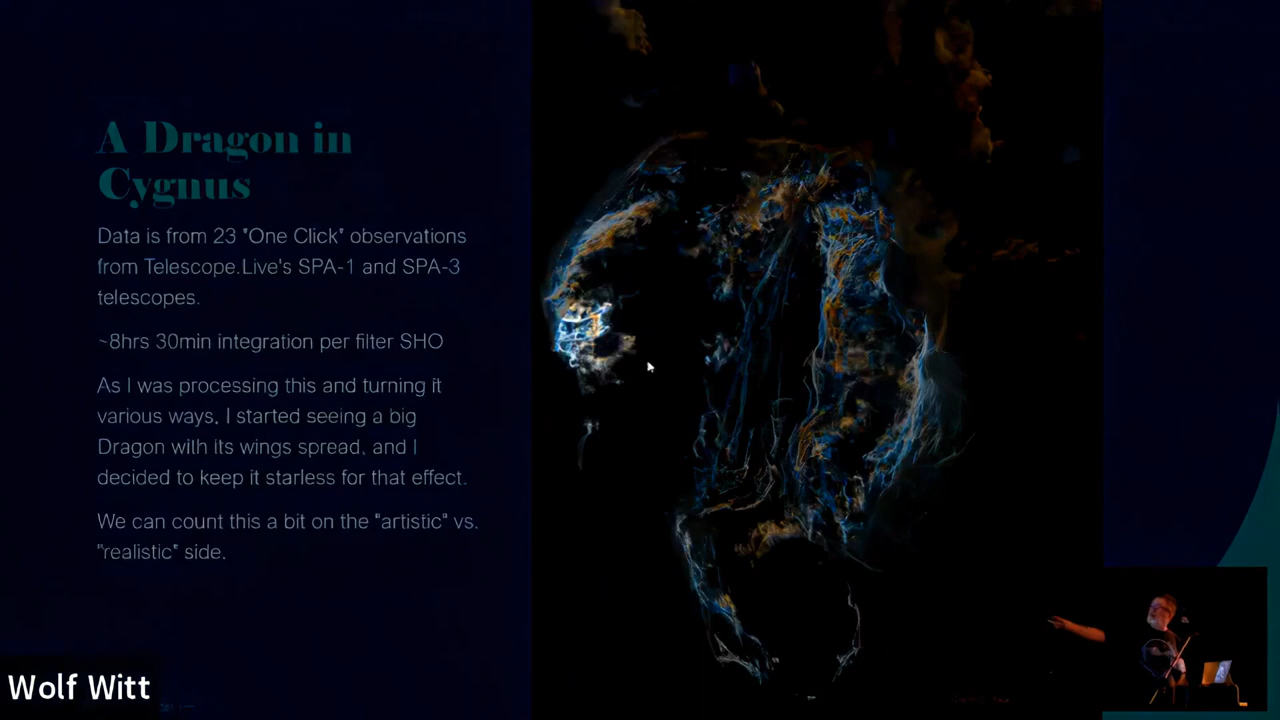 A Dragon in
Cygnus
Data is from 23 "One Click" observations
from Telescope.Live's SPA-1 and SPA-3
telescopes.
~8hrs 30min integration per filter SHO
As I was processing this and turning it
various ways, I started seeing a big
Dragon with its wings spread, and I
decided to keep it starless for that effect.
We can count this a bit on the "artistic" vs.
"realistic" side.
Wolf Witt